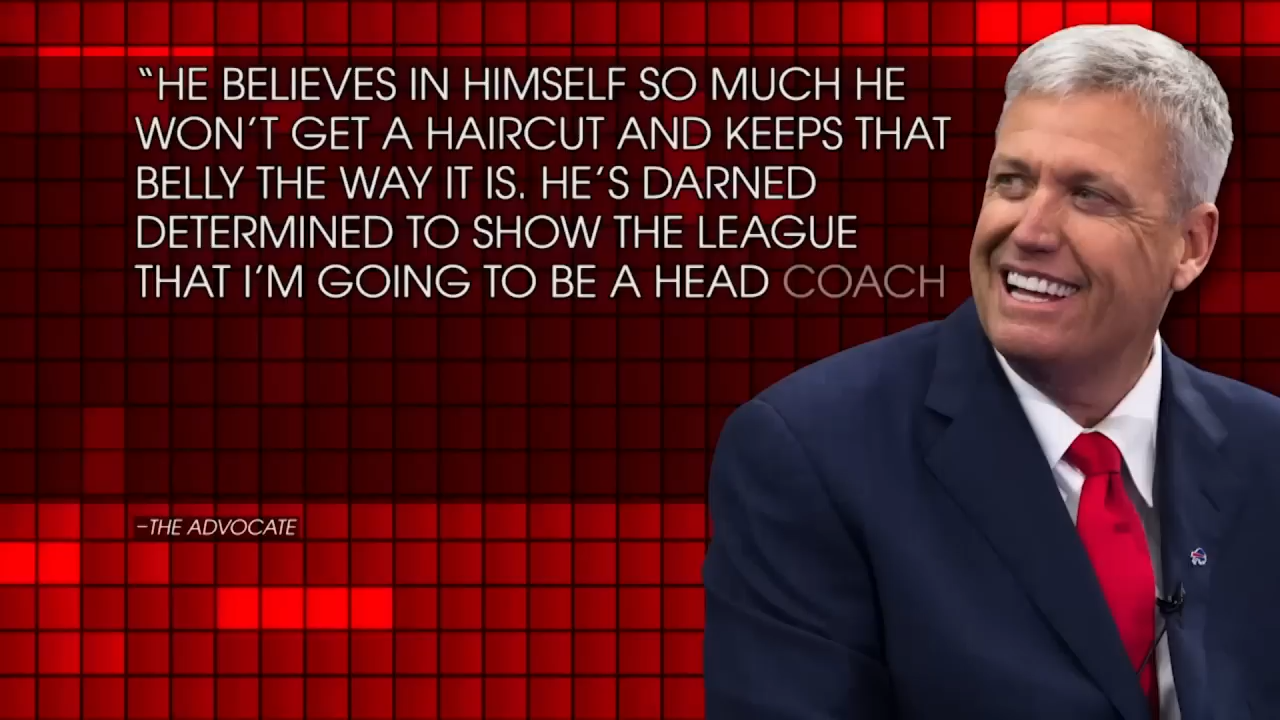 “HE BELIEVES IN HIMSELF SO MUCH HE
WON’T GET A HAIRCUT AND KEEPS THAT
BELLY THE WAY IT IS. HE’S DARNED
DETERMINED TO SHOW THE LEAGUE
THAT I’M GOING TO BE A HEAD COACH
–THE ADVOCATE